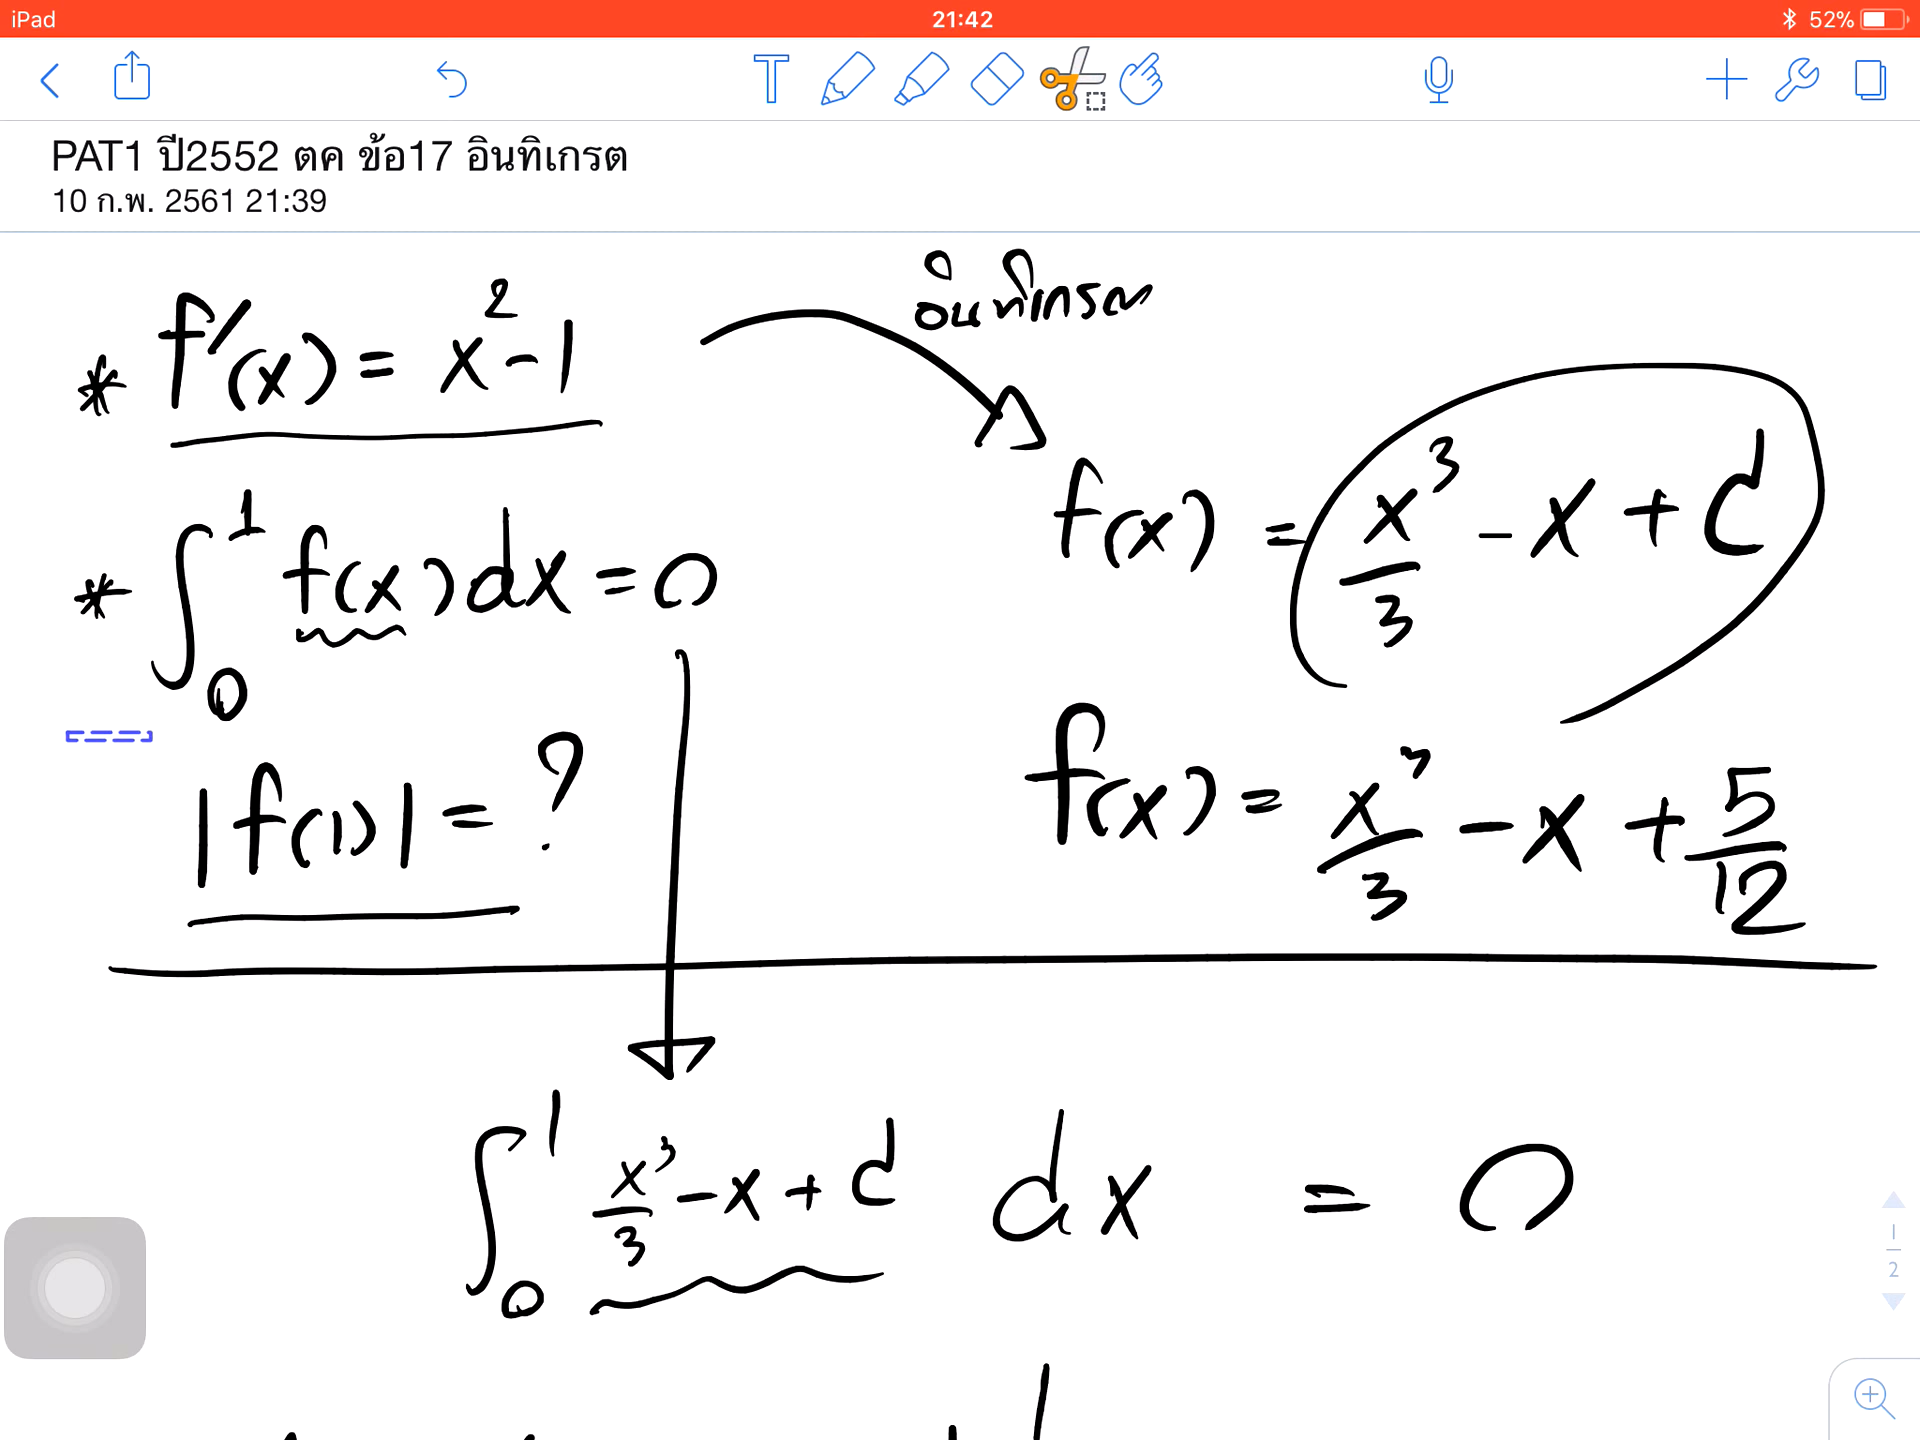 iPad 21:42 52%
T
PAT1 ปี2552 ตค ข้อ17 อินทิเกรต
10 ก.พ. 2561 21:39
* f'(x) = x² - 1
อินทิเกรต
f(x) = x³/3 - x + d
* ∫₀¹ f(x)dx = 0
|f(1)| = ?
f(x) = x³/3 - x + 5/12
∫₀¹ x³/3 - x + d dx = 0
1
2